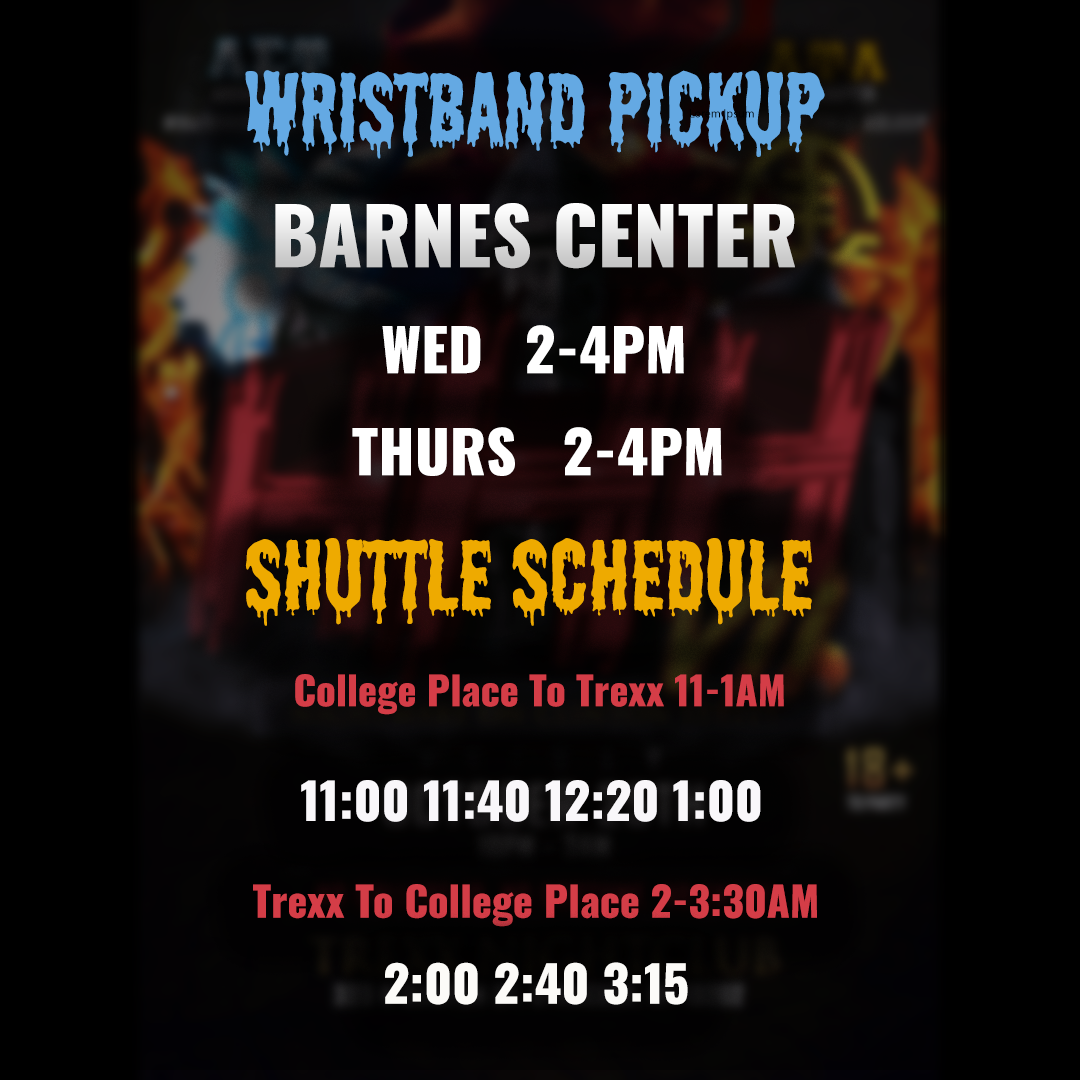 WRISTBAND PICKUP
BARNES CENTER
WED 2-4PM
THURS 2-4PM
SHUTTLE SCHEDULE
College Place To Trexx 11-1AM
11:00 11:40 12:20 1:00
18+
Trexx To College Place 2-3:30AM
2:00 2:40 3:15